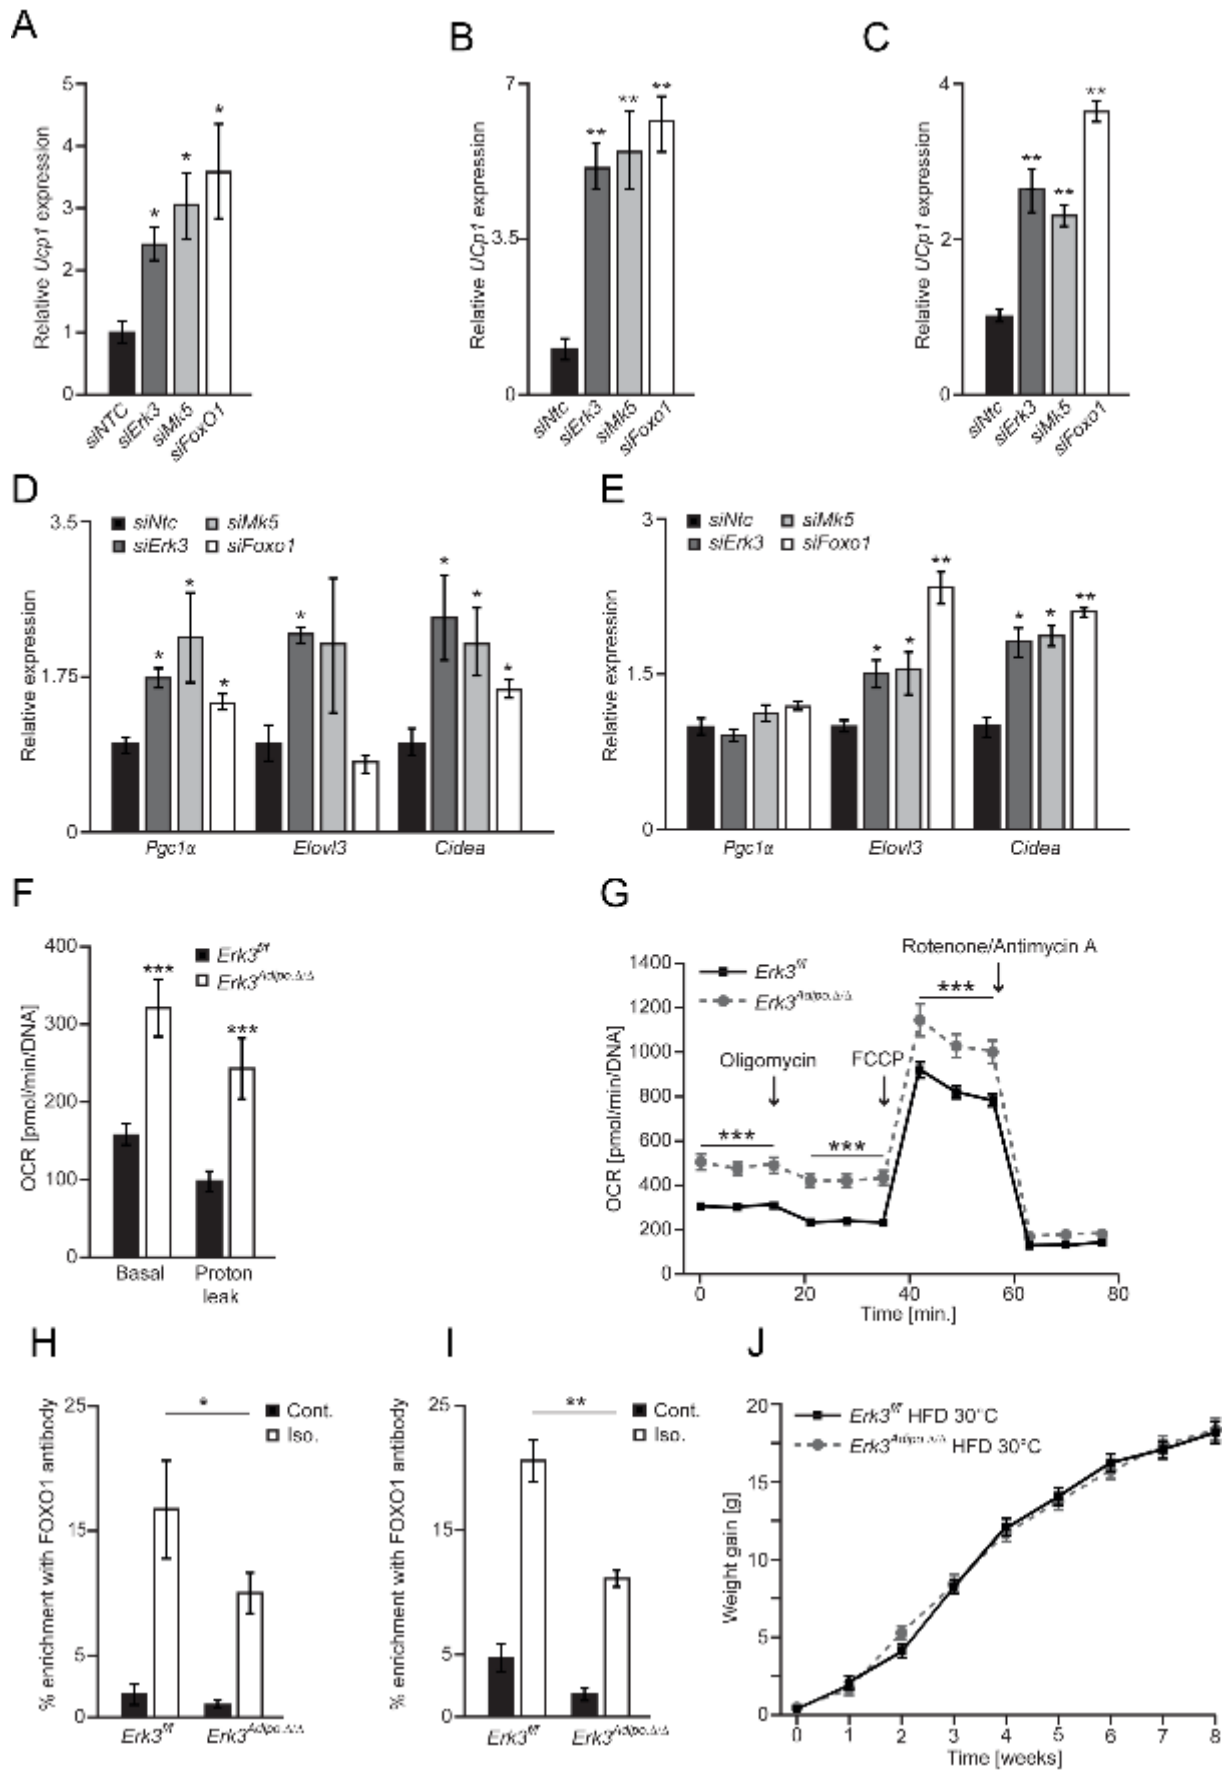 A
Relative Ucp1 expression
5
4
3
2
1
0
*
*
*
siNTC
siErk3
siMk5
siFoxO1
B
Relative UCp1 expression
7
3.5
0
**
**
**
siNtc
siErk3
siMk5
siFoxo1
C
Relative UCp1 expression
4
2
0
**
**
**
siNtc
siErk3
siMk5
siFoxo1
D
Relative expression
3.5
1.75
0
siNtc
siMk5
siErk3
siFoxo1
*
*
*
*
*
*
*
Pgc1α
Elovl3
Cidea
E
Relative expression
3
1.5
0
siNtc
siMk5
siErk3
siFoxo1
*
*
**
*
*
**
Pgc1α
Elovl3
Cidea
F
OCR [pmol/min/DNA]
400
300
200
100
0
Erk3f/f
Erk3Adipo.Δ/Δ
***
***
Basal
Proton
leak
G
OCR [pmol/min/DNA]
1400
1200
1000
800
600
400
200
0
Erk3f/f
Erk3Adipo.Δ/Δ
Rotenone/Antimycin A
***
Oligomycin
FCCP
***
***
0
20
40
60
80
Time [min.]
H
% enrichment with FOXO1 antibody
25
15
5
0
*
Cont.
Iso.
Erk3f/f
Erk3Adipo.Δ/Δ
I
% enrichment with FOXO1 antibody
25
15
5
0
**
Cont.
Iso.
Erk3f/f
Erk3Adipo.Δ/Δ
J
Weight gain [g]
20
15
10
5
0
Erk3f/f HFD 30°C
Erk3Adipo.Δ/Δ HFD 30°C
0
1
2
3
4
5
6
7
8
Time [weeks]